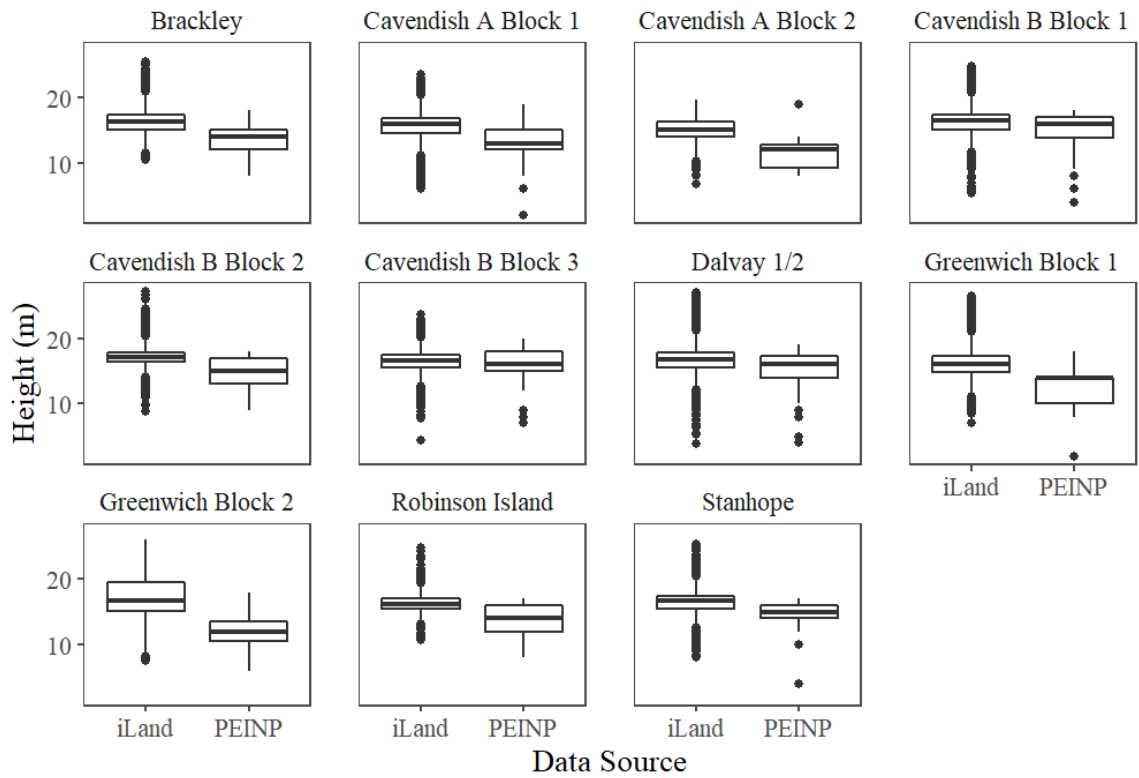 Brackley
Cavendish A Block 1
Cavendish A Block 2
Cavendish B Block 1
20
10
Cavendish B Block 2
Cavendish B Block 3
Dalvay 1/2
Greenwich Block 1
Height (m)
20
10
iLand
PEINP
Greenwich Block 2
Robinson Island
Stanhope
20
10
iLand
PEINP
iLand
PEINP
iLand
PEINP
Data Source